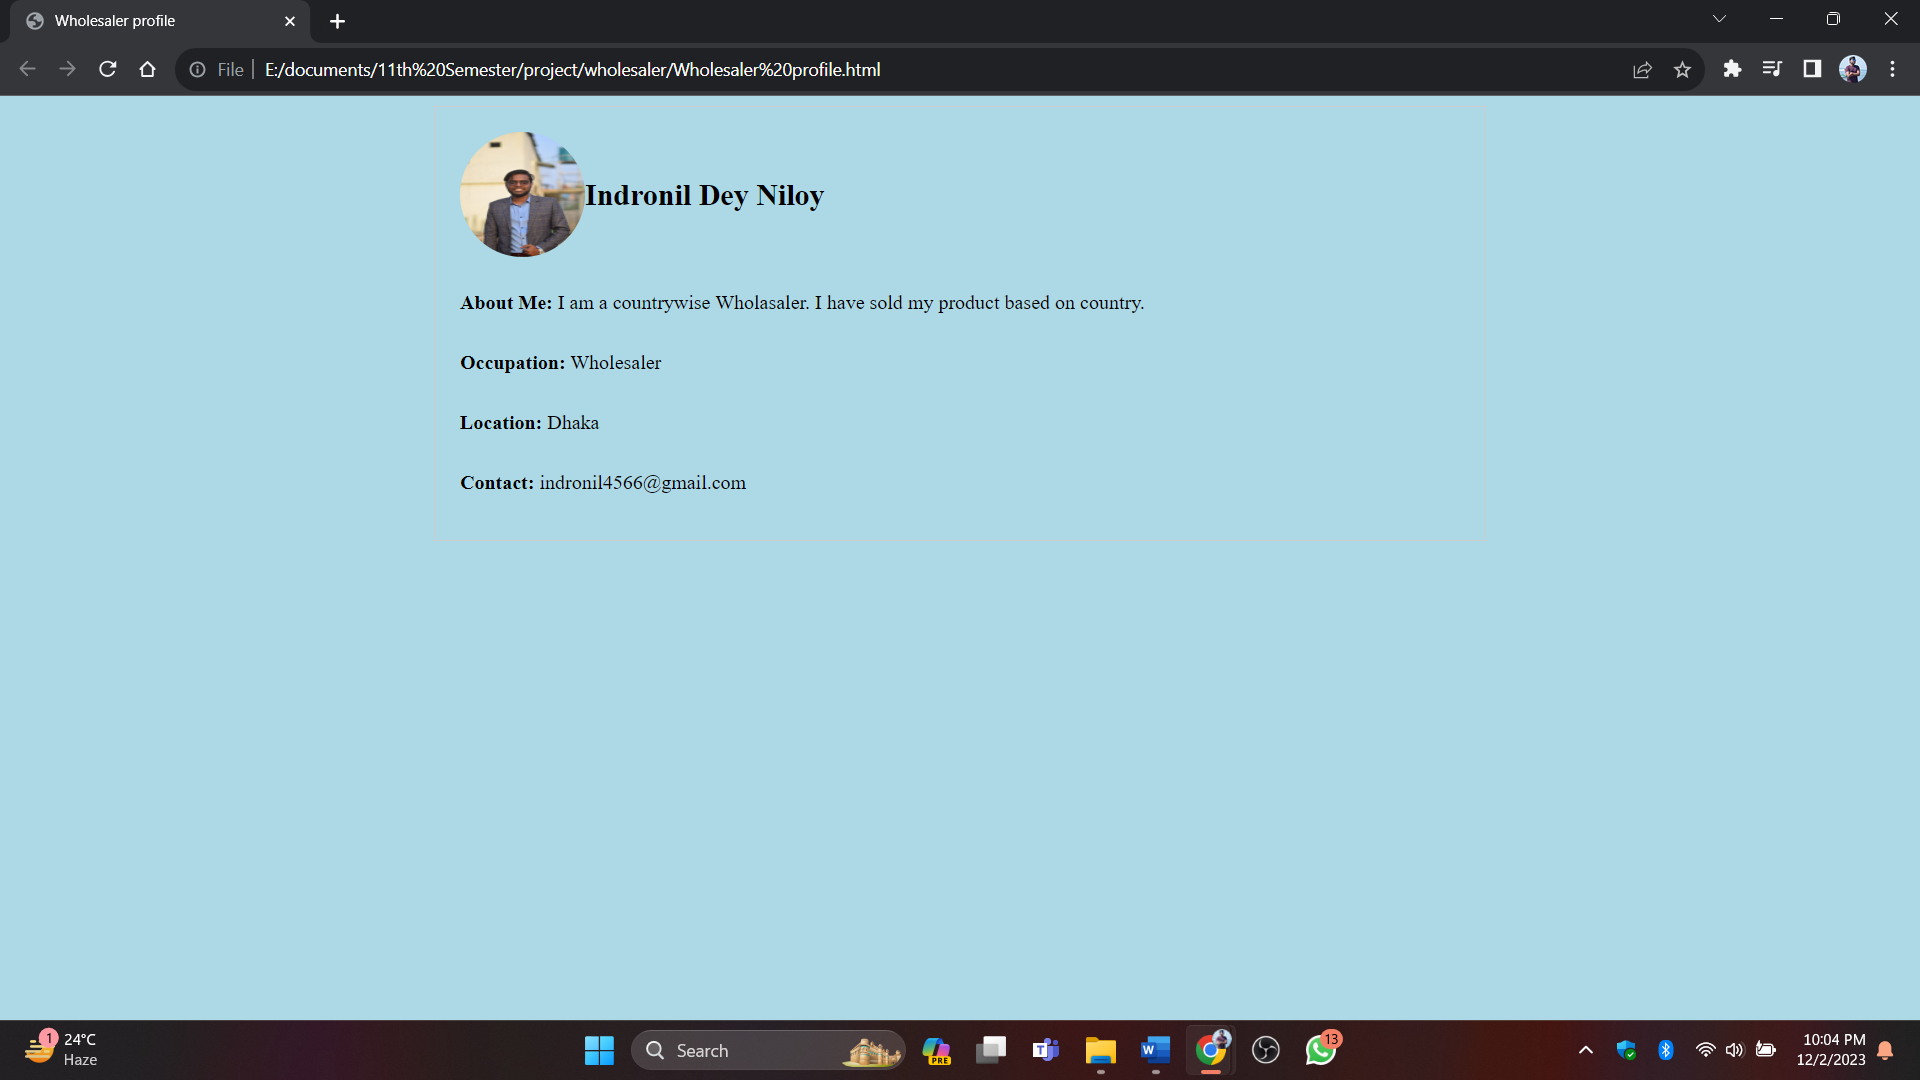 Wholesaler profile
File
E:/documents/11th%20Semester/project/wholesaler/Wholesaler%20profile.html
Indronil Dey Niloy
About Me: I am a countrywise Wholasaler. I have sold my product based on country.
Occupation: Wholesaler
Location: Dhaka
Contact: indronil4566@gmail.com
1
24°C
Haze
Search
PRE
T
W
13
10:04 PM
12/2/2023